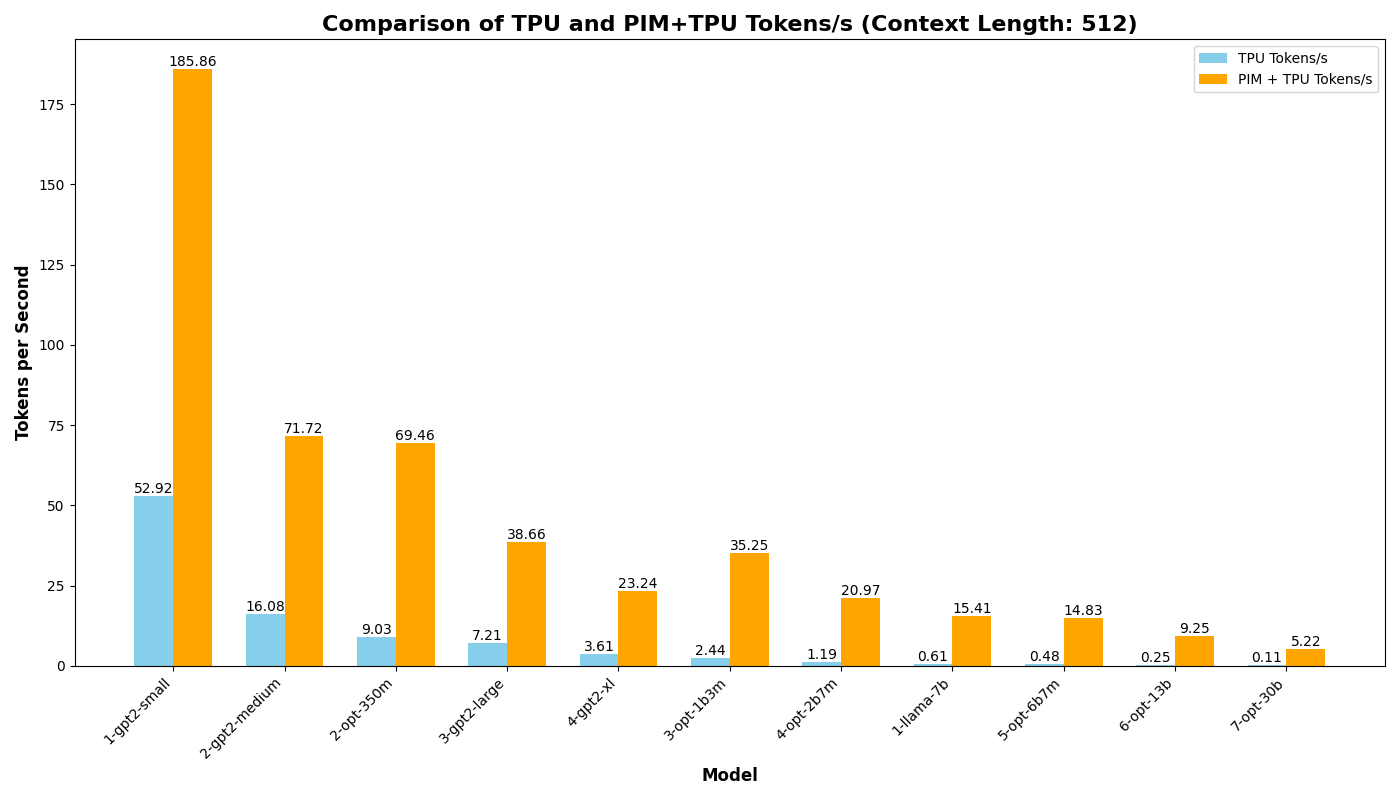 Comparison of TPU and PIM+TPU Tokens/s (Context Length: 512)
TPU Tokens/s
PIM + TPU Tokens/s
Tokens per Second
175
150
125
100
75
50
25
0
52.92
185.86
16.08
71.72
9.03
69.46
7.21
38.66
3.61
23.24
2.44
35.25
1.19
20.97
0.61
15.41
0.48
14.83
0.25
9.25
0.11
5.22
1-gpt2-small
2-gpt2-medium
2-opt-350m
3-gpt2-large
4-gpt2-xl
3-opt-1b3m
4-opt-2b7m
1-llama-7b
5-opt-6b7m
6-opt-13b
7-opt-30b
Model